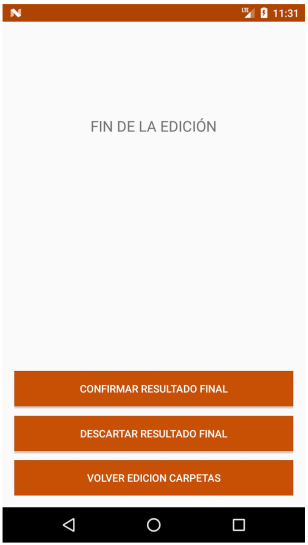 LTE 11:31
FIN DE LA EDICIÓN
CONFIRMAR RESULTADO FINAL
DESCARTAR RESULTADO FINAL
VOLVER EDICION CARPETAS